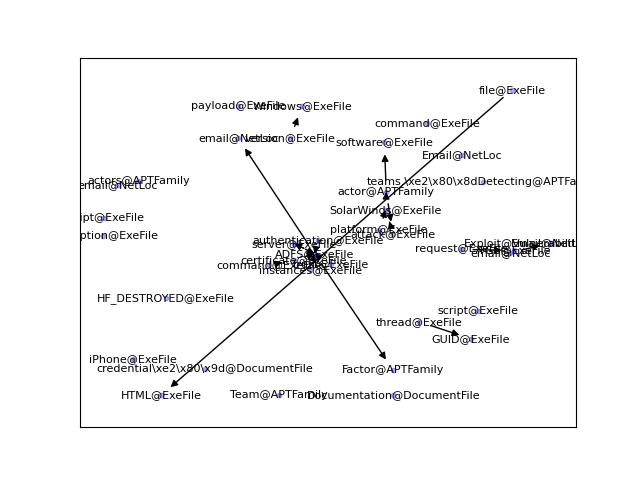 file@ExeFile
payload@ExeFile
Windows@ExeFile
command@ExeFile
email@NetLoc
version@ExeFile
software@ExeFile
Email@NetLoc
actors@APTFamily
email@NetLoc
teams.\xe2\x80\x8dDetecting@APTFa
actor@APTFamily
SolarWinds@ExeFile
ipt@ExeFile
platform@ExeFile
attack@ExeFile
ption@ExeFile
authentication@ExeFile
server@ExeFile
request@ExeFile
email@NetLoc
ADFS@ExeFile
certificate@ExeFile
command@ExeFile
instances@ExeFile
HF_DESTROYED@ExeFile
script@ExeFile
thread@ExeFile
GUID@ExeFile
iPhone@ExeFile
credential\xe2\x80\x9d@DocumentFile
Factor@APTFamily
HTML@ExeFile
Team@APTFamily
Documentation@DocumentFile